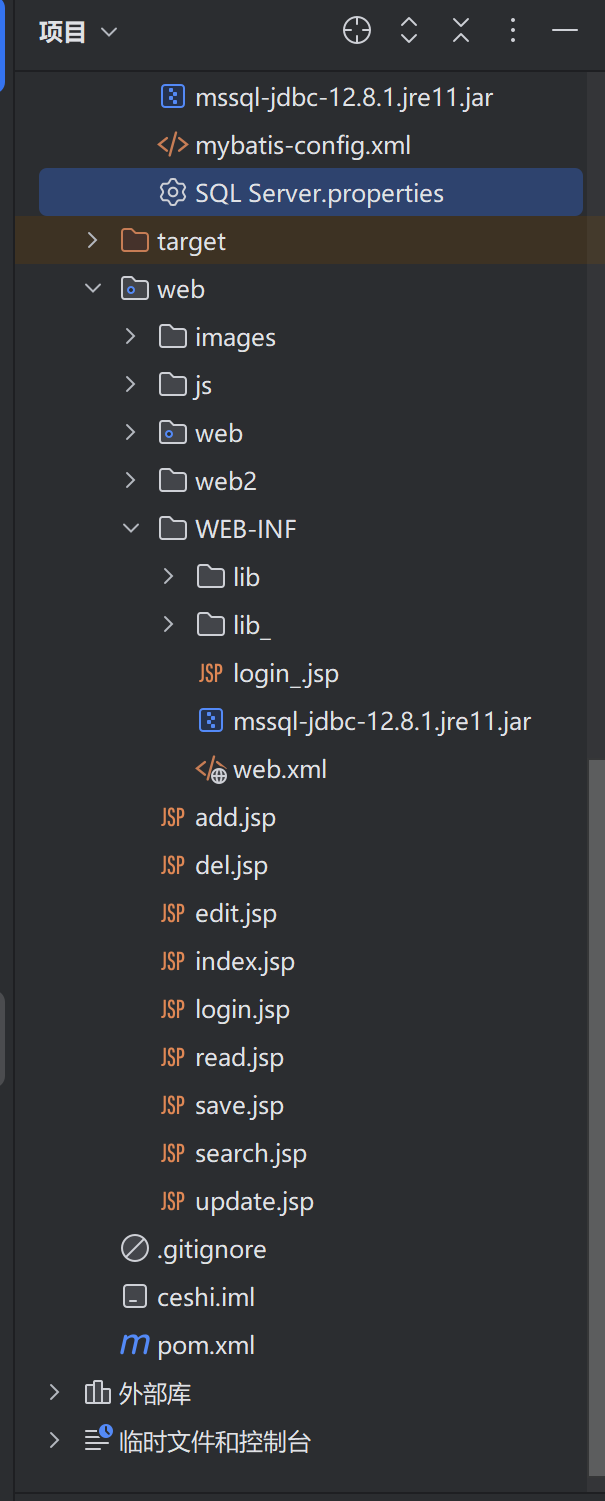 项目
mssql-jdbc-12.8.1.jre11.jar
mybatis-config.xml
SQL Server.properties
target
web
images
js
web
web2
WEB-INF
lib
lib_
JSP login_.jsp
mssql-jdbc-12.8.1.jre11.jar
web.xml
JSP add.jsp
JSP del.jsp
JSP edit.jsp
JSP index.jsp
JSP login.jsp
JSP read.jsp
JSP save.jsp
JSP search.jsp
JSP update.jsp
.gitignore
ceshi.iml
m pom.xml
外部库
临时文件和控制台